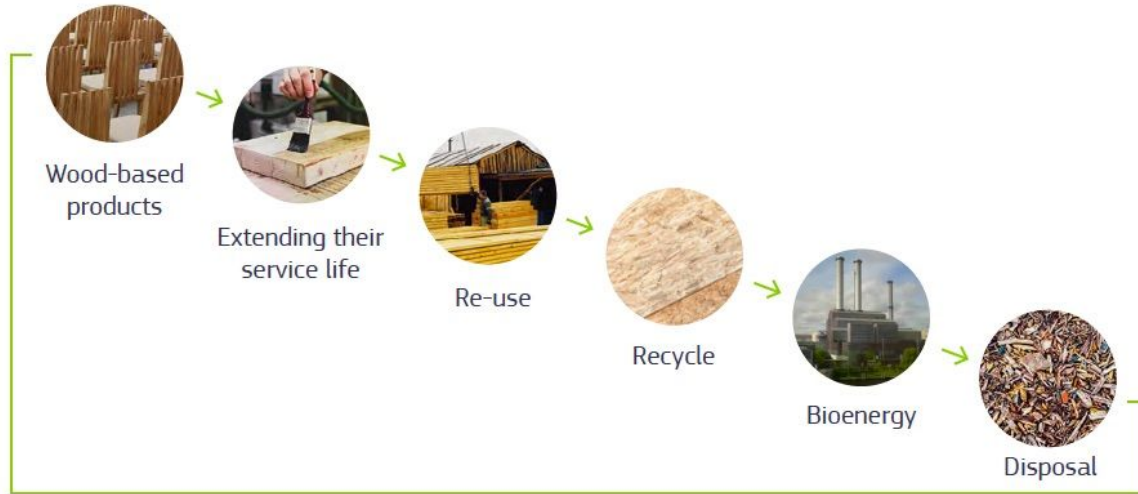 Wood-based
products
Extending their
service life
Re-use
Recycle
Bioenergy
Disposal